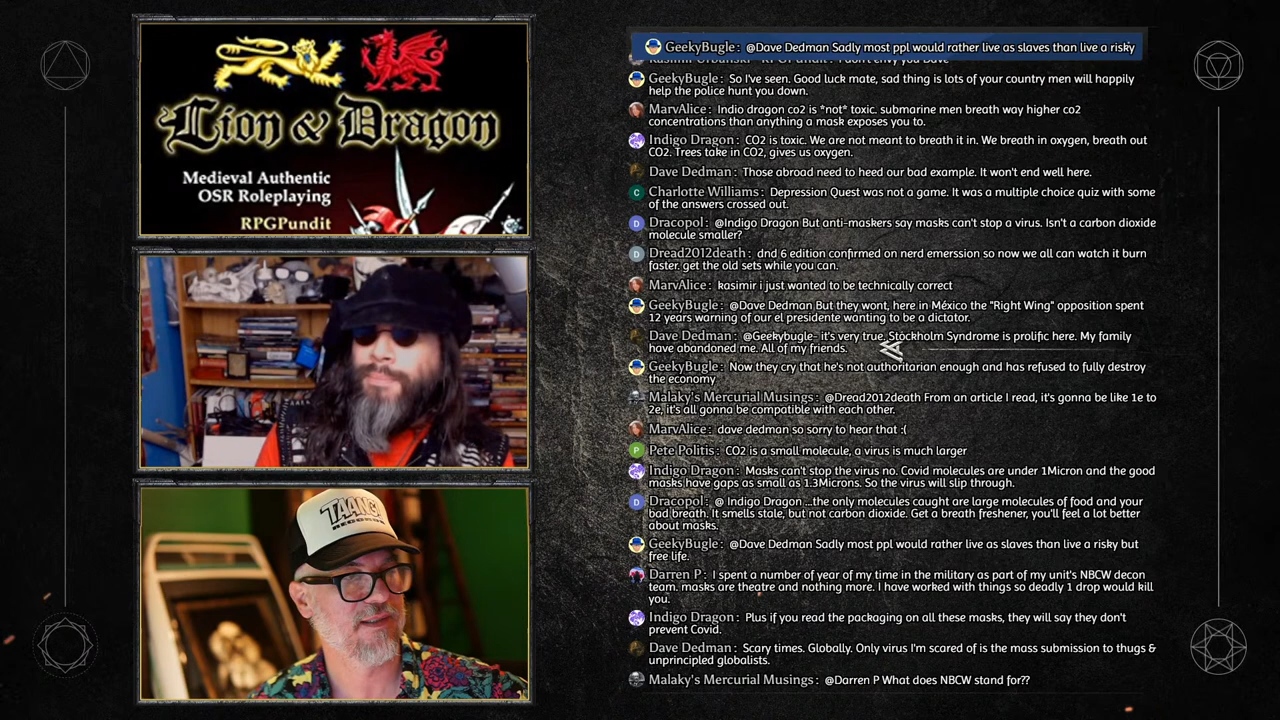 Lion & Dragon
Medieval Authentic
OSR Roleplaying
RPGPundit
TAANG!
RECORDS
GeekyBugle: @Dave Dedman Sadly most ppl would rather live as slaves than live a risky
GeekyBugle: So I've seen. Good luck mate, sad thing is lots of your country men will happily
help the police hunt you down.
MarvAlice: Indio dragon co2 is *not* toxic. submarine men breath way higher co2
concentrations than anything a mask exposes you to.
Indigo Dragon: CO2 is toxic. We are not meant to breath it in. We breath in oxygen, breath out
CO2. Trees take in CO2, gives us oxygen.
Dave Dedman: Those abroad need to heed our bad example. It won't end well here.
C Charlotte Williams: Depression Quest was not a game. It was a multiple choice quiz with some
of the answers crossed out.
D Dracopol: @Indigo Dragon But anti-maskers say masks can't stop a virus. Isn't a carbon dioxide
molecule smaller?
D Dread2012death: dnd 6 edition confirmed on nerd emerssion so now we all can watch it burn
faster. get the old sets while you can.
MarvAlice: kasimir i just wanted to be technically correct
GeekyBugle: @Dave Dedman But they wont, here in México the "Right Wing" opposition spent
12 years warning of our el presidente wanting to be a dictator.
Dave Dedman: @Geekybugle- it's very true. Stockholm Syndrome is prolific here. My family
have abandoned me. All of my friends.
GeekyBugle: Now they cry that he's not authoritarian enough and has refused to fully destroy
the economy
Malaky's Mercurial Musings: @Dread2012death From an article I read, it's gonna be like 1e to
2e, it's all gonna be compatible with each other.
MarvAlice: dave dedman so sorry to hear that :(
P Pete Politis: CO2 is a small molecule, a virus is much larger
Indigo Dragon: Masks can't stop the virus no. Covid molecules are under 1Micron and the good
masks have gaps as small as 1.3Microns. So the virus will slip through.
D Dracopol: @ Indigo Dragon ...the only molecules caught are large molecules of food and your
bad breath. It smells stale, but not carbon dioxide. Get a breath freshener, you'll feel a lot better
about masks.
GeekyBugle: @Dave Dedman Sadly most ppl would rather live as slaves than live a risky but
free life.
Darren P: I spent a number of year of my time in the military as part of my unit's NBCW decon
team. masks are theatre and nothing more. I have worked with things so deadly 1 drop would kill
you.
Indigo Dragon: Plus if you read the packaging on all these masks, they will say they don't
prevent Covid.
Dave Dedman: Scary times. Globally. Only virus I'm scared of is the mass submission to thugs &
unprincipled globalists.
Malaky's Mercurial Musings: @Darren P What does NBCW stand for??